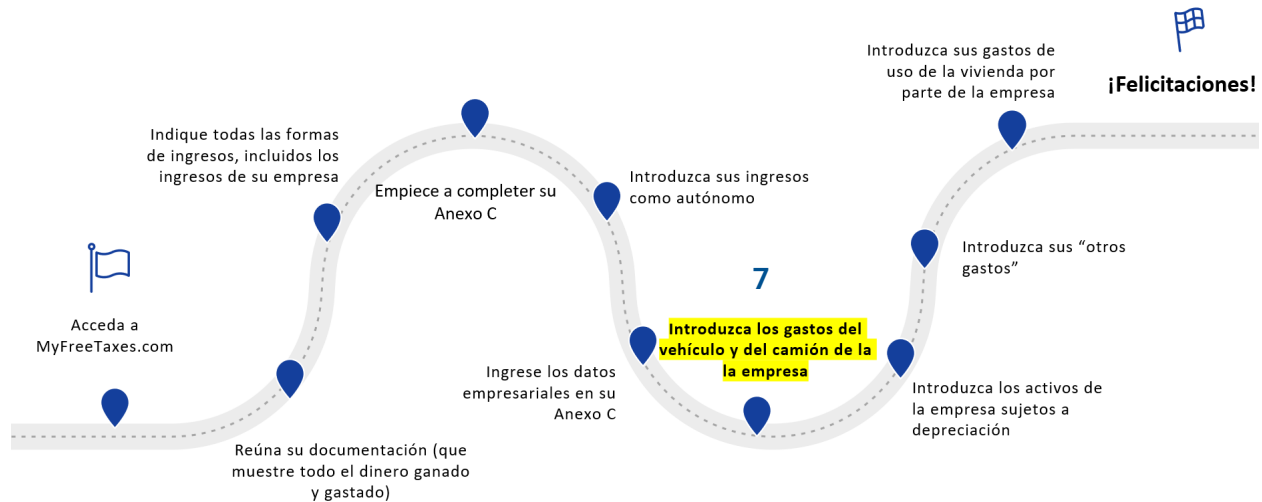 Acceda a
MyFreeTaxes.com
Reúna su documentación (que
muestre todo el dinero ganado
y gastado)
Indique todas las formas
de ingresos, incluidos los
ingresos de su empresa
Empiece a completer su
Anexo C
Introduzca sus ingresos
como autónomo
Ingrese los datos
empresariales en su
Anexo C
7
Introduzca los gastos del
vehículo y del camión de la
la empresa
Introduzca los activos de
la empresa sujetos a
depreciación
Introduzca sus “otros
gastos”
Introduzca sus gastos de
uso de la vivienda por
parte de la empresa
¡Felicitaciones!